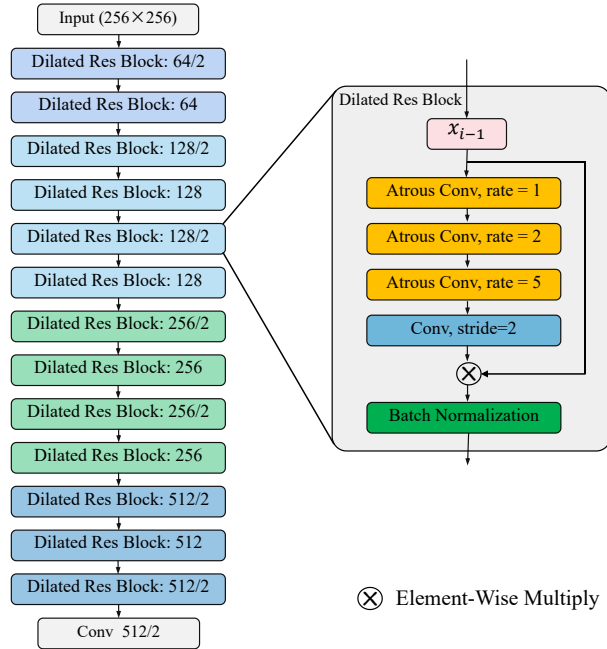 Input (256×256)
Dilated Res Block: 64/2
Dilated Res Block: 64
Dilated Res Block: 128/2
Dilated Res Block: 128
Dilated Res Block: 128/2
Dilated Res Block: 128
Dilated Res Block: 256/2
Dilated Res Block: 256
Dilated Res Block: 256/2
Dilated Res Block: 256
Dilated Res Block: 512/2
Dilated Res Block: 512
Dilated Res Block: 512/2
Conv 512/2
Dilated Res Block
x_{i−1}
Atrous Conv, rate = 1
Atrous Conv, rate = 2
Atrous Conv, rate = 5
Conv, stride=2
Batch Normalization
⊗ Element-Wise Multiply